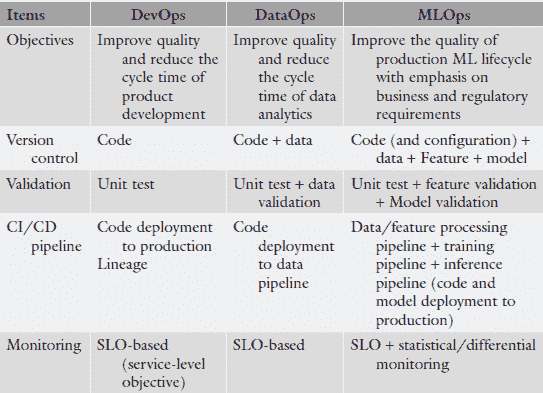 Items DevOps DataOps MLOps
Objectives Improve quality Improve quality Improve the quality of
and reduce the and reduce production ML lifecycle
cycle time of the cycle with emphasis on
product time of data business and regulatory
development analytics requirements
Version Code Code + data Code (and configuration) +
control data + Feature + model
Validation Unit test Unit test + data Unit test + feature validation
validation + Model validation
CI/CD Code deployment Code Data/feature processing
pipeline to production deployment pipeline + training
Lineage to data pipeline + inference
pipeline pipeline (code and
model deployment to
production)
Monitoring SLO-based SLO-based SLO + statistical/differential
(service-level monitoring
objective)